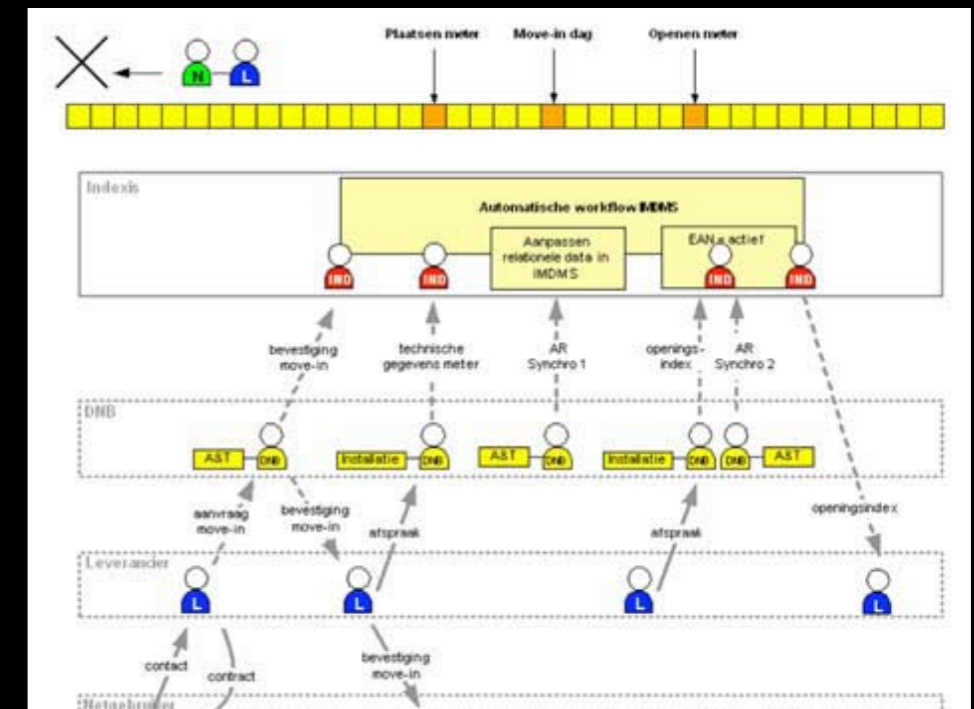 Plaatsen meter
Move-in dag
Openen meter
N
L
Indexis
Automatische workflow IMDMS
Aanpassen
relationele data in
IMDMS
EAN
actief
IND
IND
IND
IND
bevestiging
move-in
technische
gegevens meter
AR
Synchro 1
openings-
index
AR
Synchro 2
DNB
A&T
DNB
Installatie
DNB
A&T
DNB
Installatie
DNB
DNB
A&T
aanvraag
move-in
bevestiging
move-in
afspraak
afspraak
openingsindex
Leverancier
L
L
L
L
contact
contract
bevestiging
move-in
Netgebruiker